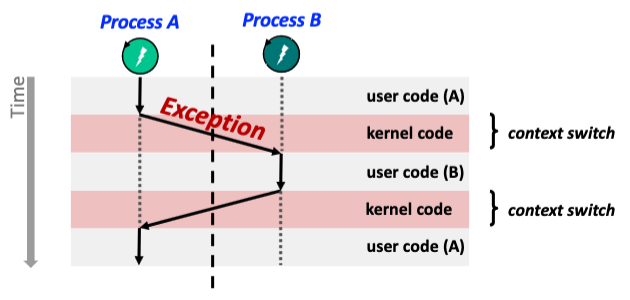 Process A
Process B
Time
user code (A)
Exception
kernel code
context switch
user code (B)
kernel code
context switch
user code (A)